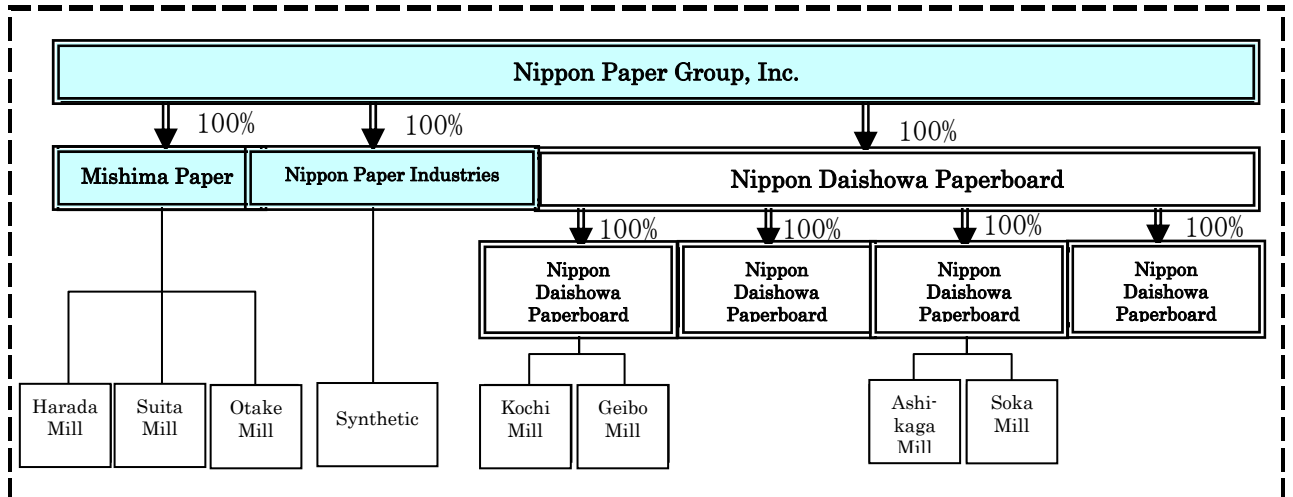 Nippon Paper Group, Inc.
100%
100%
100%
Mishima Paper
Nippon Paper Industries
Nippon Daishowa Paperboard
100%
100%
100%
100%
Nippon
Daishowa
Paperboard
Nippon
Daishowa
Paperboard
Nippon
Daishowa
Paperboard
Nippon
Daishowa
Paperboard
Harada
Mill
Suita
Mill
Otake
Mill
Synthetic
Kochi
Mill
Geibo
Mill
Ashi-
kaga
Mill
Soka
Mill